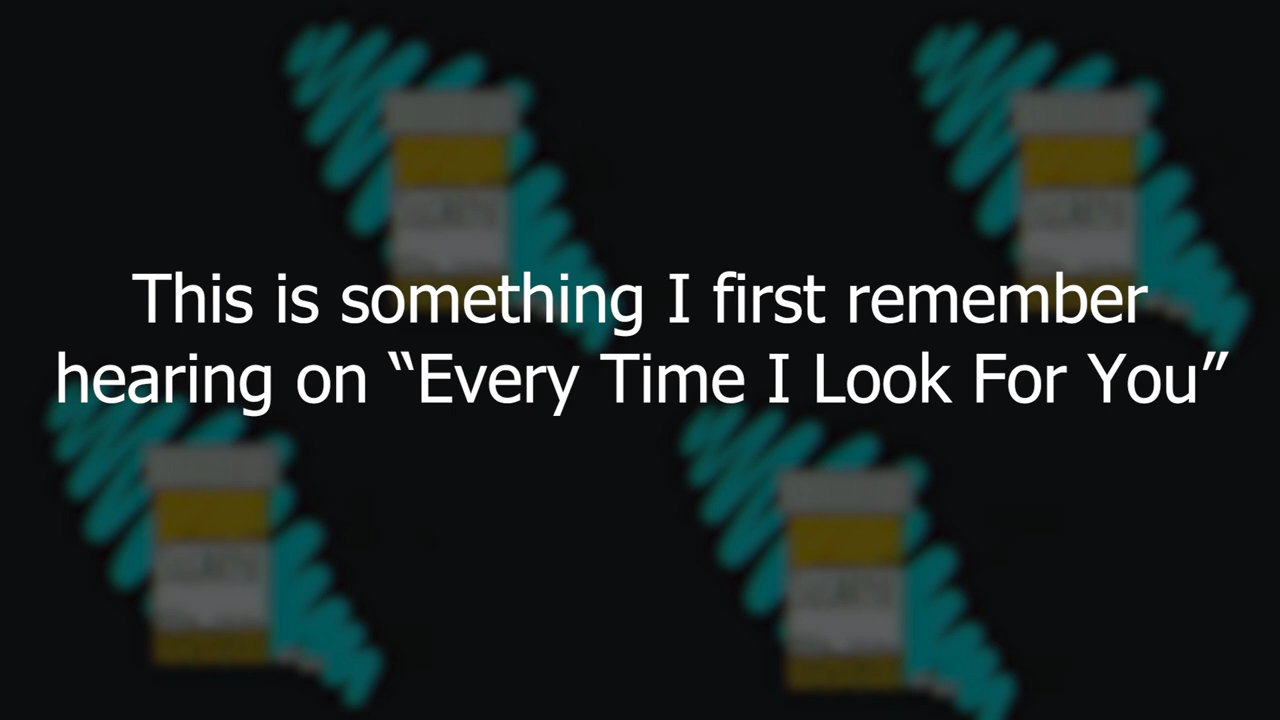 This is something I first remember
hearing on “Every Time I Look For You”